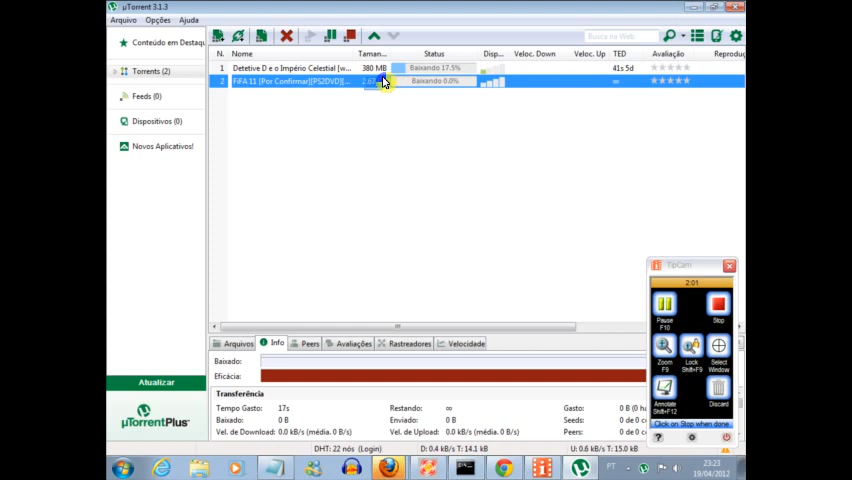 µTorrent 3.1.3
Arquivo Opções Ajuda
Busca na Web
Conteúdo em Destaqu
Torrents (2)
Feeds (0)
Dispositivos (0)
Novos Aplicativos!
N. Nome Taman... Status Disp... Veloc. Down Veloc. Up TED Avaliação Reproduç
1 Detetive D e o Império Celestial [w... 380 MB Baixando 17.5% 41s 5d
2 FiFA 11 [Por Confirmar][PS2DVD][... 2.67 Baixando 0.0% ∞
TipCam
2:01
Pause F10
Stop
Zoom F9
Lock Shift+F9
Select Window
Annotate Shift+F12
Discard
Click on Stop when done
Arquivos Info Peers Avaliações Rastreadores Velocidade
Baixado:
Eficácia:
Transferência
Tempo Gasto: 17s Restando: ∞ Gasto: 0 B (0 h
Baixado: 0 B Enviado: 0 B Seeds: 0 de 0 c
Vel. de Download: 0.0 kB/s (média. 0 B/s) Vel. de Upload: 0.0 kB/s (média. 0 B/s) Peers: 0 de 0 c
Atualizar
µTorrentPlus
DHT: 22 nós (Login) D: 0.4 kB/s T: 14.1 kB U: 0.6 kB/s T: 15.0 kB
PT
23:23
19/04/2012